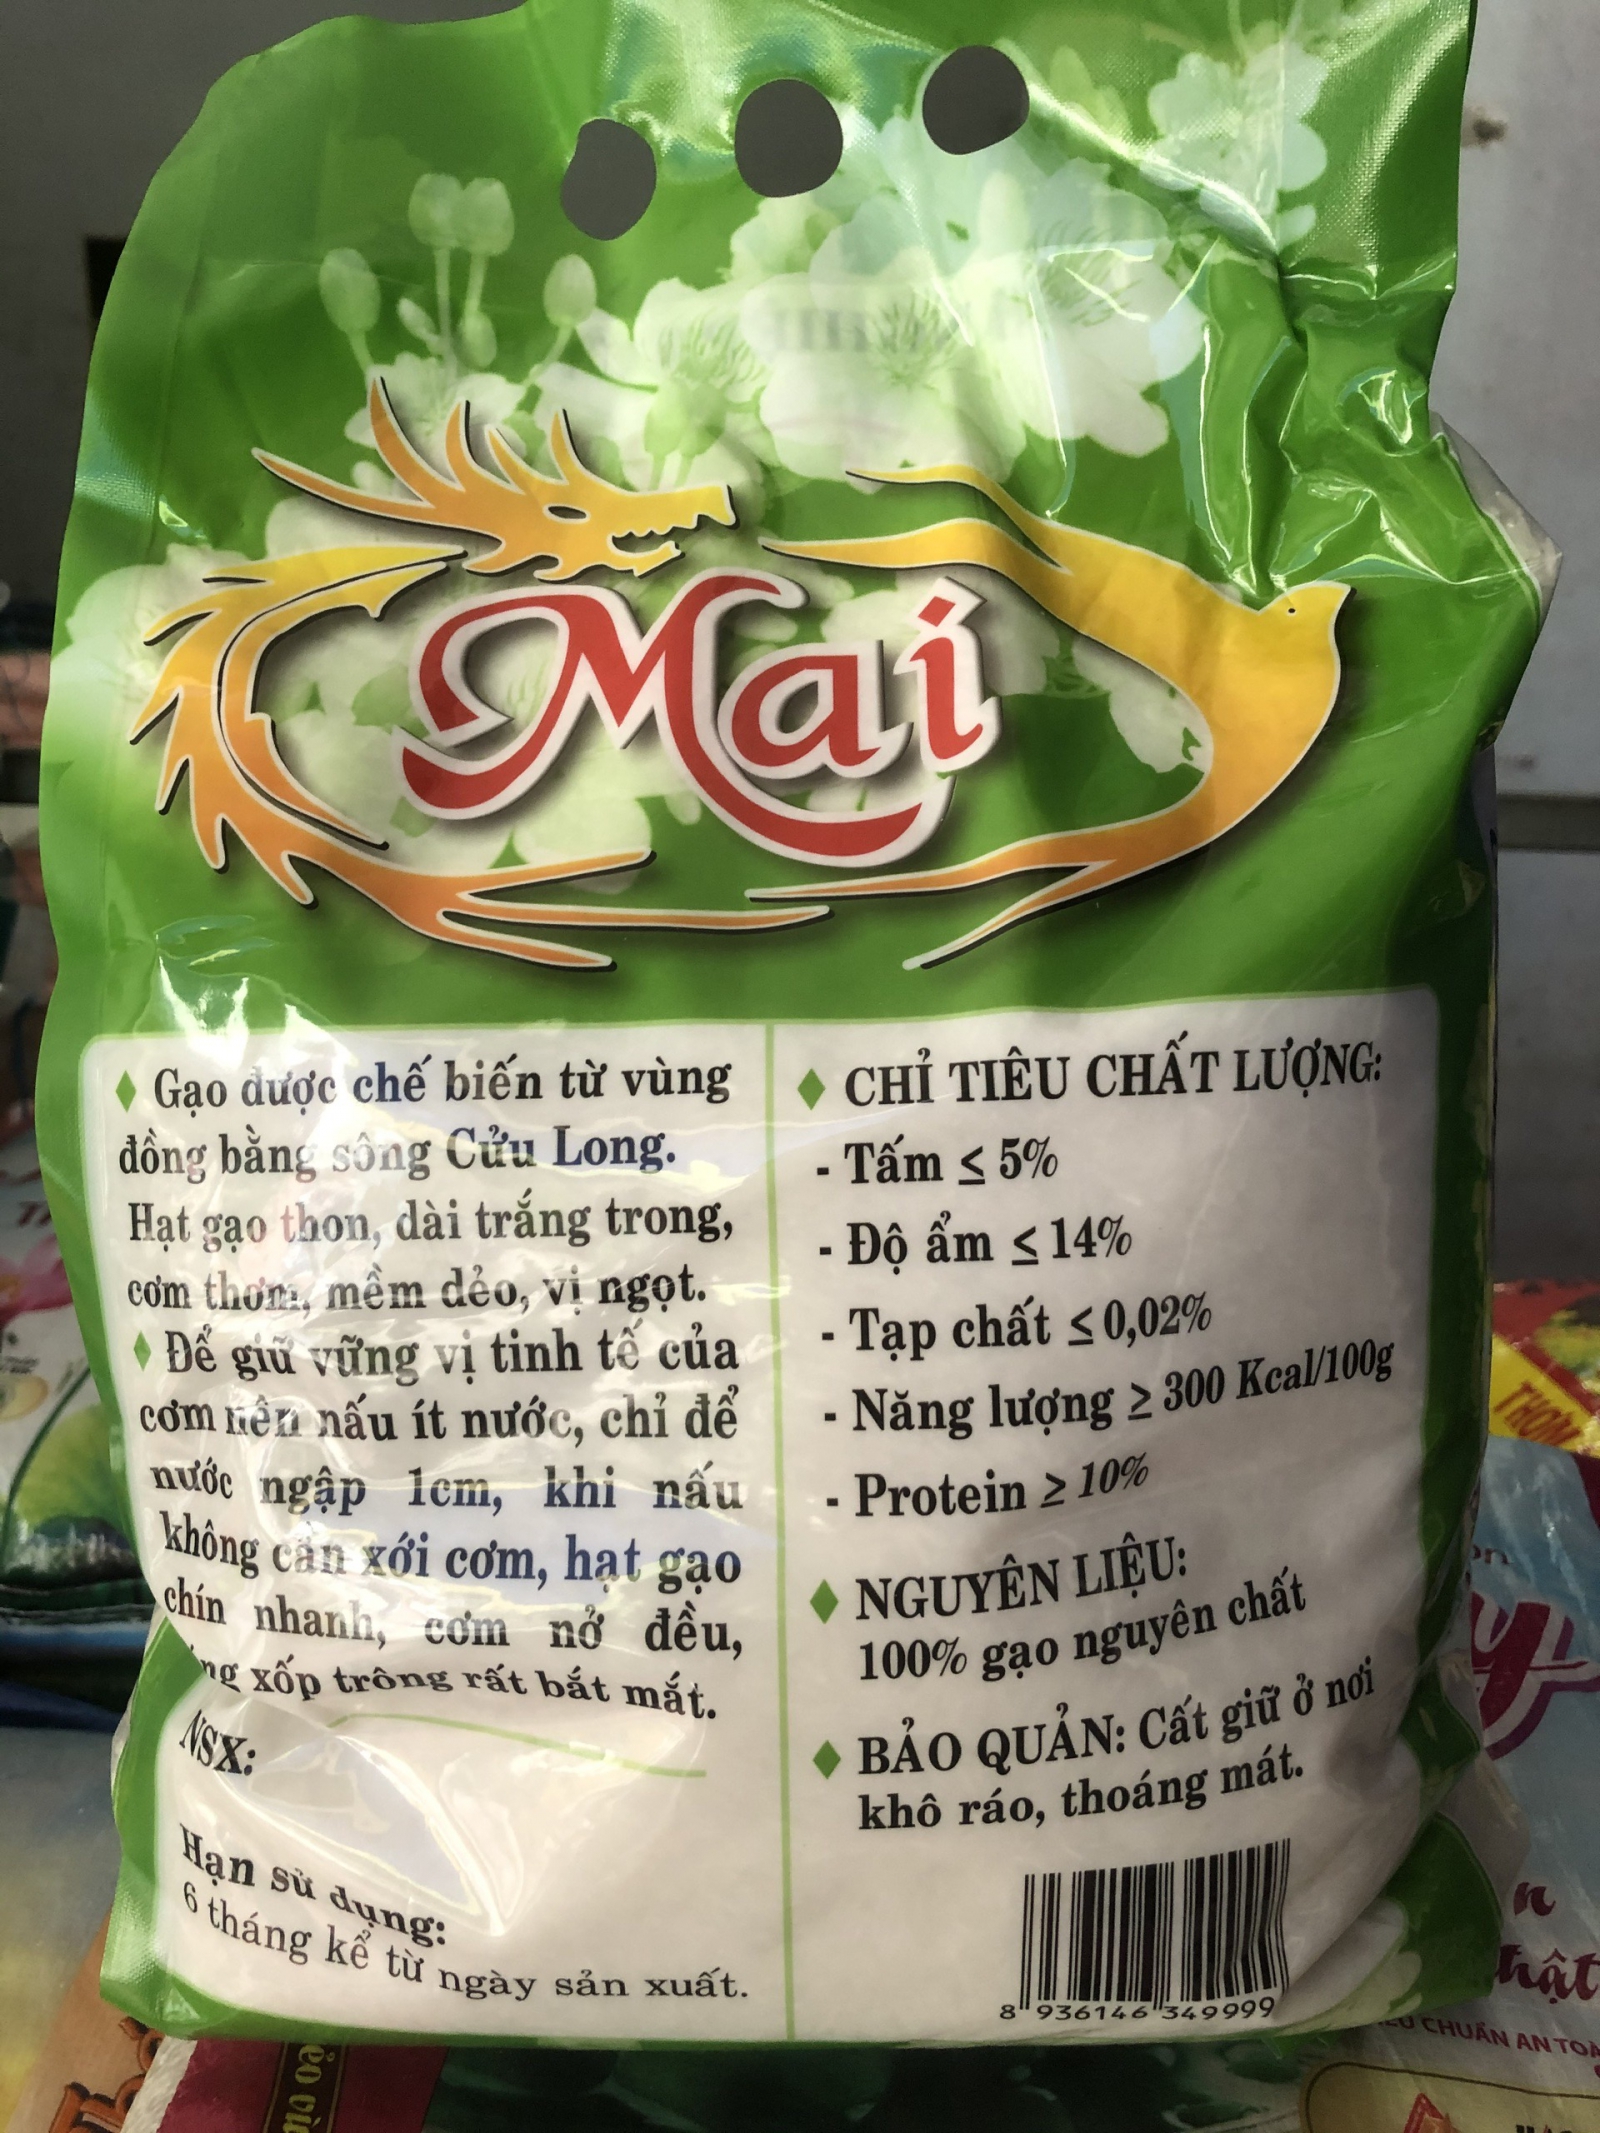 Mai
Gạo được chế biến từ vùng
đồng bằng sông Cửu Long.
Hạt gạo thon, dài trắng trong,
cơm thơm, mềm dẻo, vị ngọt.
Để giữ vững vị tinh tế của
cơm nên nấu ít nước, chỉ để
nước ngập 1cm, khi nấu
không cần xới cơm, hạt gạo
chín nhanh, cơm nở đều,
xốp trông rất bắt mắt.
NSX:
Hạn sử dụng:
6 tháng kể từ ngày sản xuất.
CHỈ TIÊU CHẤT LƯỢNG:
- Tấm ≤ 5%
- Độ ẩm ≤ 14%
- Tạp chất ≤ 0,02%
- Năng lượng ≥ 300 Kcal/100g
- Protein ≥ 10%
NGUYÊN LIỆU:
100% gạo nguyên chất
BẢO QUẢN: Cất giữ ở nơi
khô ráo, thoáng mát.
8 936146 349999
CHUẨN AN